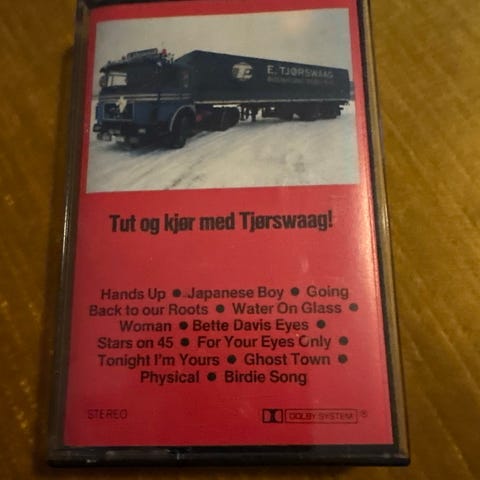 E. TJØRSWAAG
Tut og kjør med Tjørswaag!
Hands Up ● Japanese Boy ● Going
Back to our Roots ● Water On Glass ●
Woman ● Bette Davis Eyes ●
Stars on 45 ● For Your Eyes Only ●
Tonight I'm Yours ● Ghost Town ●
Physical ● Birdie Song
STEREO
DOLBY SYSTEM ®